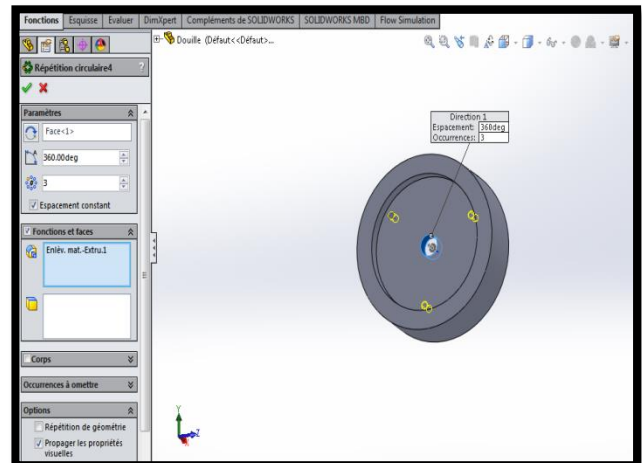 Fonctions Esquisse Evaluer DimXpert Compléments de SOLIDWORKS SOLIDWORKS MBD Flow Simulation
Douille (Défaut<<Défaut>...
Répétition circulaire4 ?
Paramètres
Face<1>
360.00deg
3
Espacement constant
Fonctions et faces
Enlèv. mat.-Extru.1
Corps
Occurrences à omettre
Options
Répétition de géométrie
Propager les propriétés
visuelles
Direction 1
Espacement: 360deg
Occurrences: 3
Y
Z